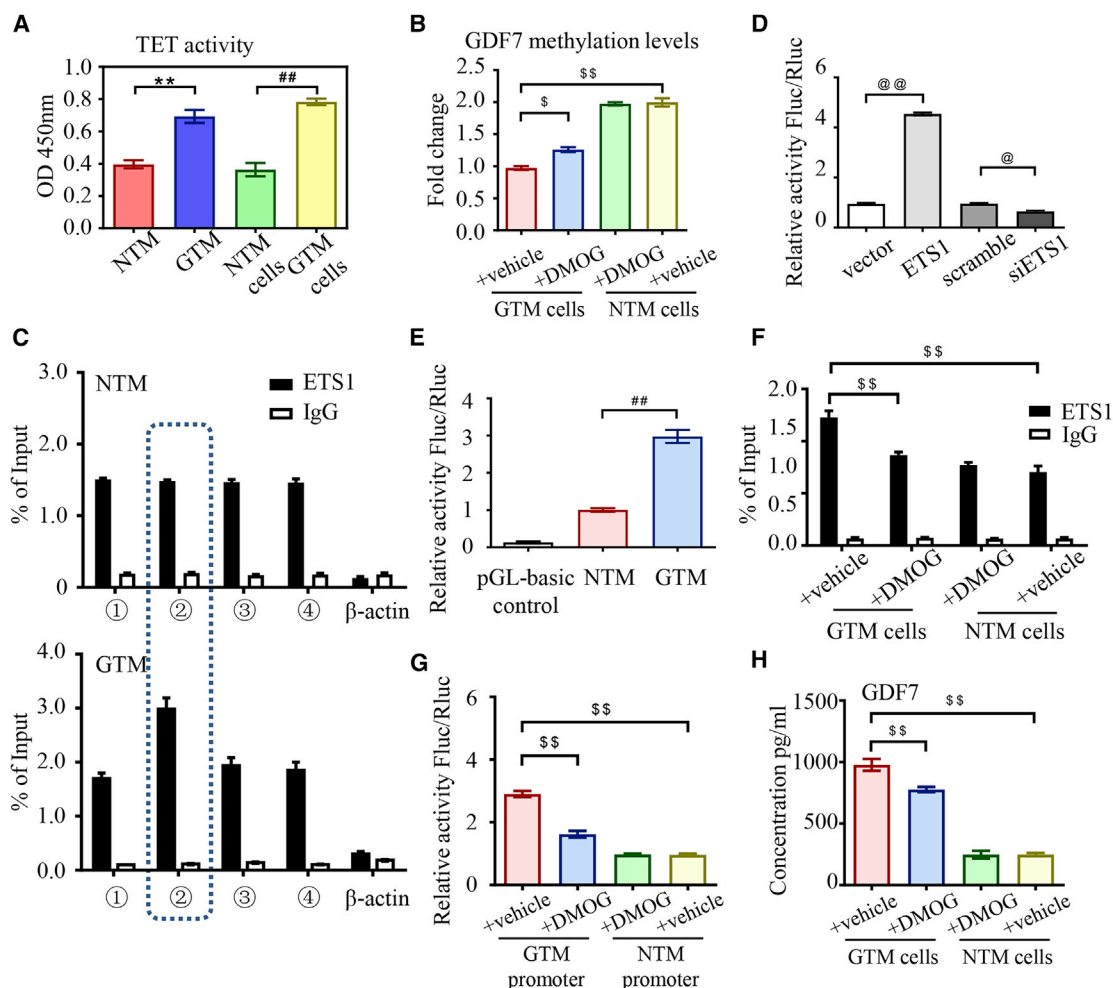 A
TET activity
OD 450nm
1.0
0.8
0.6
0.4
0.2
0.0
**
##
NTM
GTM
NTM cells
GTM cells
B
GDF7 methylation levels
Fold change
2.5
2.0
1.5
1.0
0.5
0.0
$$
$
+vehicle
+DMOG
+DMOG
+vehicle
GTM cells
NTM cells
D
Relative activity Fluc/Rluc
6
4
2
0
@@
@
vector
ETS1
scramble
siETS1
C
NTM
ETS1
IgG
% of Input
3.0
2.0
1.0
0
①
②
③
④
β-actin
GTM
% of Input
4.0
3.0
2.0
1.0
0.0
①
②
③
④
β-actin
E
Relative activity Fluc/Rluc
4
3
2
1
0
##
pGL-basic
control
NTM
GTM
F
% of Input
2.0
1.5
1.0
0.5
0.0
$$
$$
ETS1
IgG
+vehicle
+DMOG
+DMOG
+vehicle
GTM cells
NTM cells
G
Relative activity Fluc/Rluc
6
4
2
0
$$
$$
+vehicle
+DMOG
+DMOG
+vehicle
GTM
promoter
NTM
promoter
H
GDF7
Concentration pg/ml
1500
1000
500
0
$$
$$
+vehicle
+DMOG
+DMOG
+vehicle
GTM cells
NTM cells